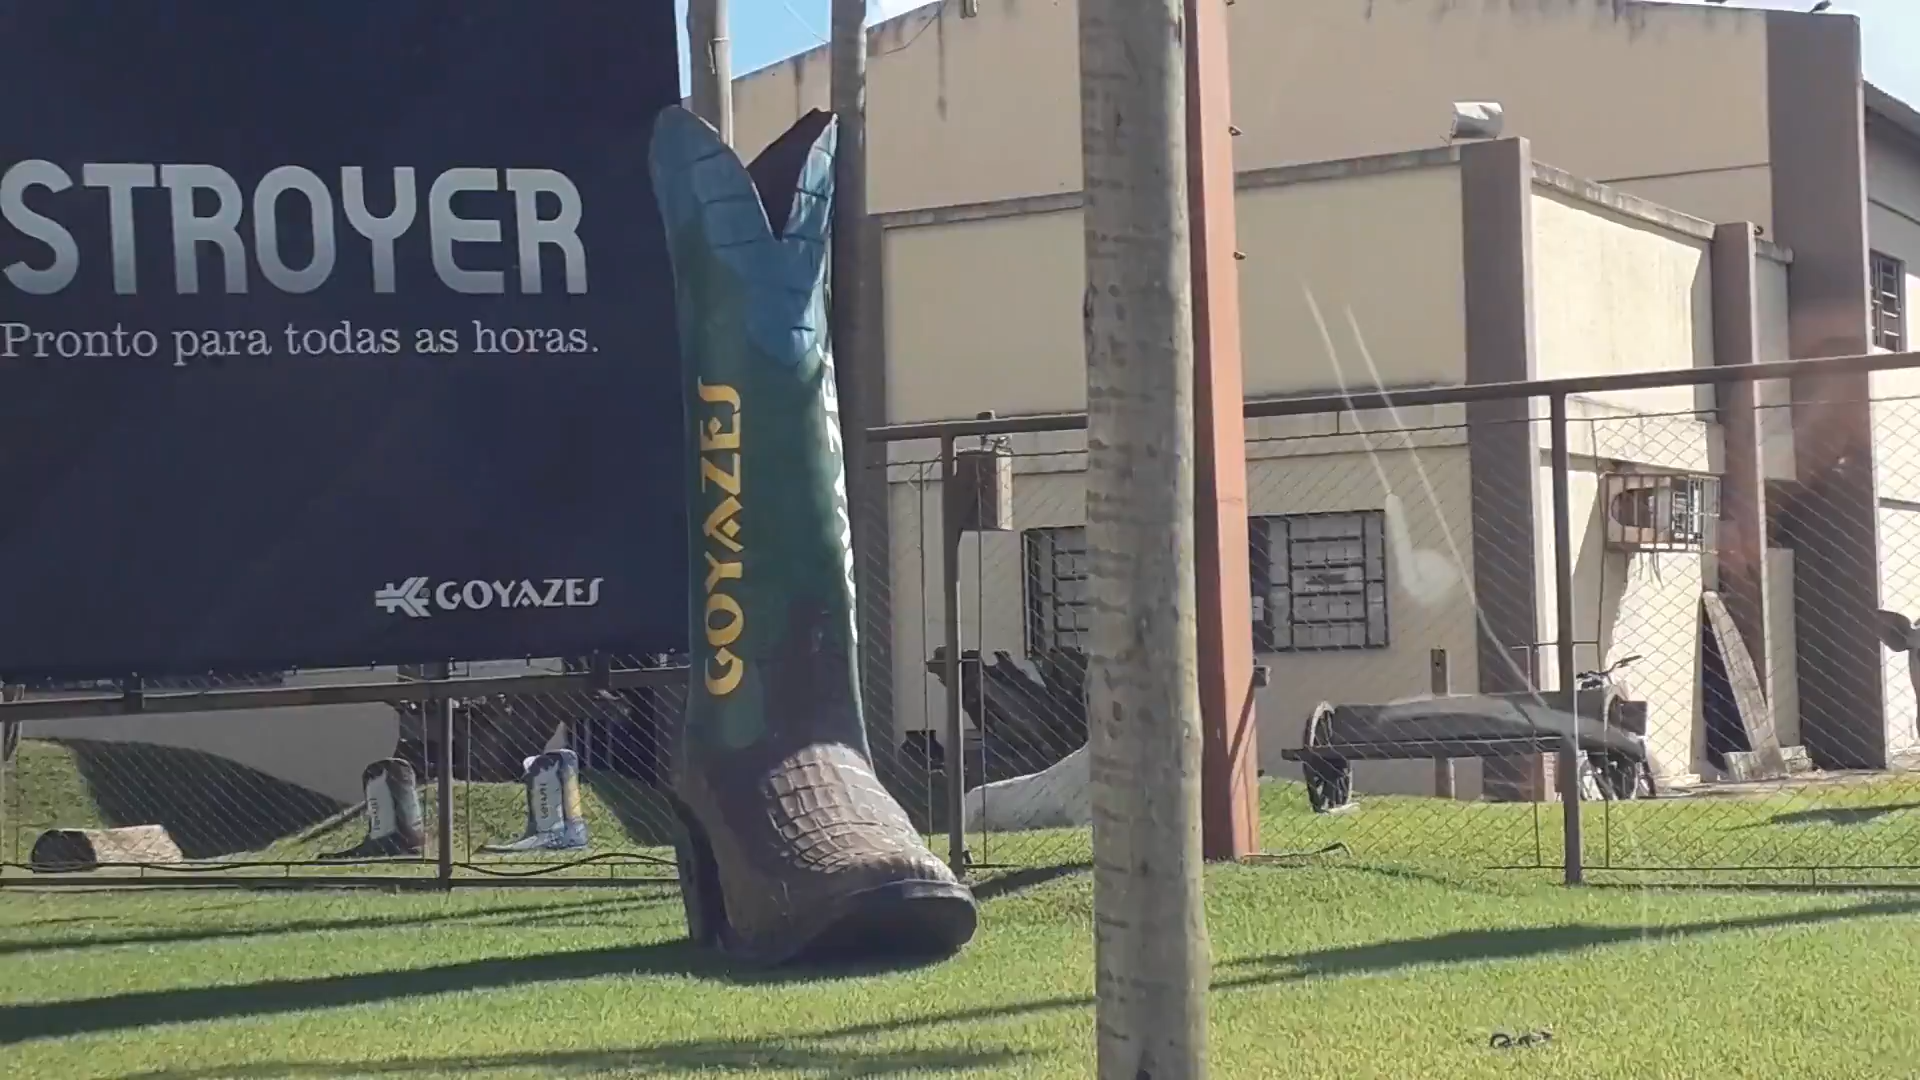 STROYER
Pronto para todas as horas.
GOYAZES
GOYAZES